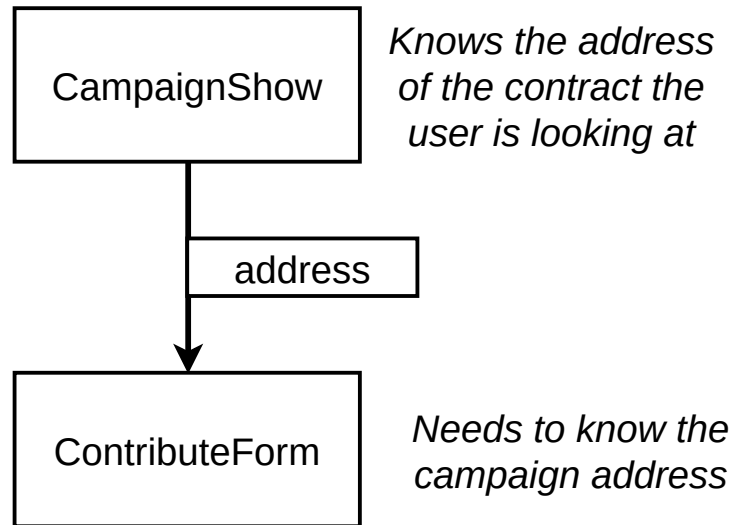 CampaignShow
Knows the address
of the contract the
user is looking at
address
ContributeForm
Needs to know the
campaign address